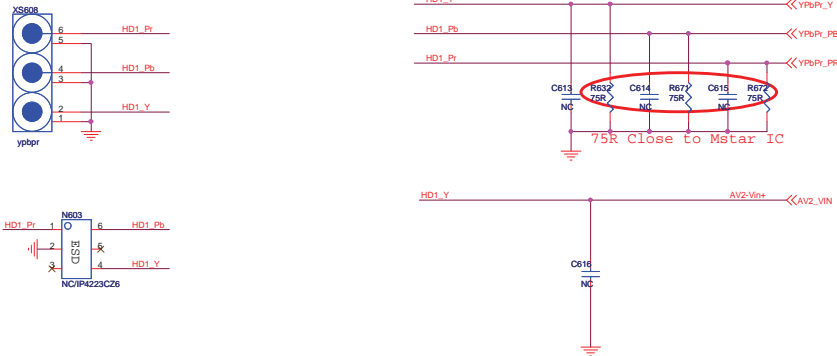 XS608
6
HD1_Pr
5
4
HD1_Pb
3
2
HD1_Y
1
ypbpr
YPbPr_Y
HD1_Pb
HD1_Pr
C613
NC
R632
75R
C614
NC
R671
75R
C615
NC
R672
75R
75R Close to Mstar IC
N603
HD1_Pr
1
6
HD1_Pb
2
5
3
4
HD1_Y
ESD
NC/IP4223CZ6
HD1_Y
AV2-Vin+
AV2_VIN
C616
NC